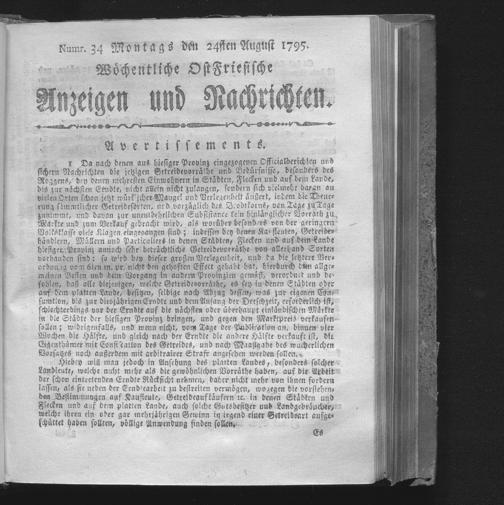 Numr. 34 Montags den 24sten August 1795.
Wöchentliche OstFriesische
Anzeigen und Nachrichten.
Avertissements.
1 Da nach denen aus hiesiger Provinz eingezogenen Officialberichten und
sichern Nachrichten die jetzigen Getreidevorräthe und Bedürfnisse, besonders des
Roggens, bey denen mehresten Einwohnern in Städten, Flecken und auf dem Lande,
bis zur nächsten Erndte, nicht allein nicht zulangen, sondern sich vielmehr daran an
vielen Orten schon jetzt würklicher Mangel und Verlegenheit äussert, indem die Theue-
rung sämmtlicher Getreidesorten, und vorzüglich des Brodkorns, von Tage zu Tage
zunimmt, und davon zur unentbehrlichen Subsistance kein hinlänglicher Vorrath zu
Markte und zum Verkauf gebracht wird, als worüber besonders von der geringern
Volksklasse viele Klagen eingegangen sind; indessen bey denen Kaufleuten, Getreide-
händlern, Müllern und Particuliers in denen Städten, Flecken und auf dem Lande
hiesiger Provinz annoch sehr beträchtliche Getreidevorräthe von allerhand Sorten
vorhanden sind: so wird bey dieser grossen Verlegenheit, und da die letztere Ver-
ordnung vom 6ten m. pr. nicht den gehofften Effect gehabt hat, hierdurch dem allge-
meinen Besten und dem Vorgang in andern Provinzien gemäß, verordnet und be-
fohlen, daß alle diejenigen, welche Getreidevorräthe, es sey in denen Städten oder
auf dem platten Lande, besitzen, selbige nach Abzug dessen, was zur eigenen Con-
sumtion, bis zur diesjährigen Erndte und dem Anfang der Dreschzeit, erforderlich ist,
schlechterdings vor der Erndte auf die nächsten oder überhaupt einländischen Märkte
in die Städte der hiesigen Provinz bringen, und gegen den Marktpreis verkaufen
sollen; widrigenfalls, und wenn nicht, vom Tage der Publication an, binnen vier
Wochen die Hälfte, und gleich nach der Erndte die andere Hälfte verkauft ist, die
Eigenthümer mit Confiscation des Getreides, und nach Maaßgabe des wucherlichen
Vorsatzes noch ausserdem mit arbitrairer Strafe angesehen werden sollen.
Hiebey will man jedoch in Ansehung des platten Landes, besonders solcher
Landleute, welche nicht mehr als die gewöhnlichen Vorräthe haben, auf die Arbeit
der schon eintretenden Erndte Rücksicht nehmen, daher nicht mehr von ihnen fordern
lassen, als sie neben der Erndtearbeit zu bestreiten vermögen, wogegen die vorstehen-
den Bestimmungen auf Kaufleute, Getreideaufkäufern ec. in denen Städten und
Flecken und auf dem platten Lande, auch solche Gutsbesitzer und Landgebräucher,
welche ihren ein oder gar mehrjährigen Gewinn in irgend einer Getreideart aufge-
schüttet haben sollten, völlige Anwendung finden sollen.
Es